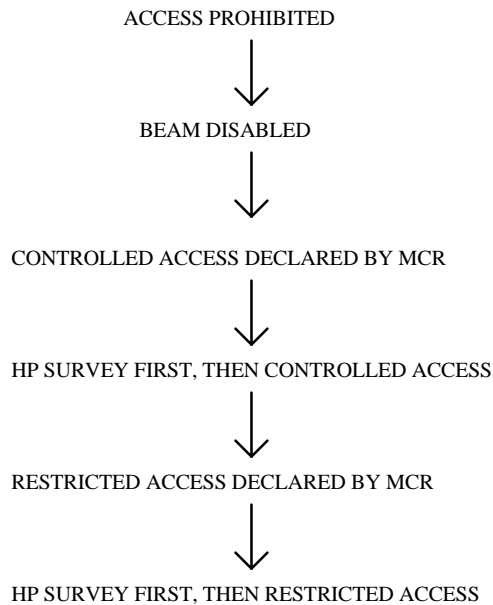 ACCESS PROHIBITED
BEAM DISABLED
CONTROLLED ACCESS DECLARED BY MCR
HP SURVEY FIRST, THEN CONTROLLED ACCESS
RESTRICTED ACCESS DECLARED BY MCR
HP SURVEY FIRST, THEN RESTRICTED ACCESS